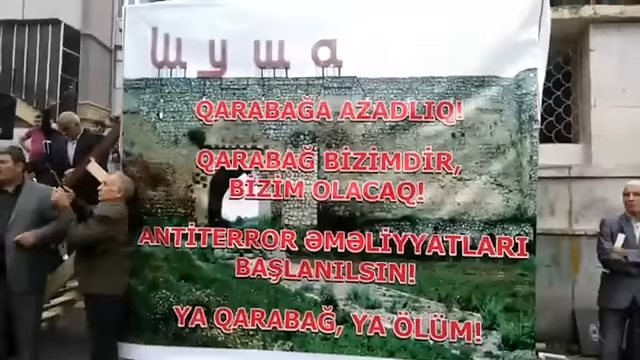 Шуша
QARABAĞA AZADLIQ!
QARABAĞ BİZİMDİR,
BİZİM OLACAQ!
ANTİTERROR ƏMƏLİYYATLARI
BAŞLANILSIN!
YA QARABAĞ, YA ÖLÜM!